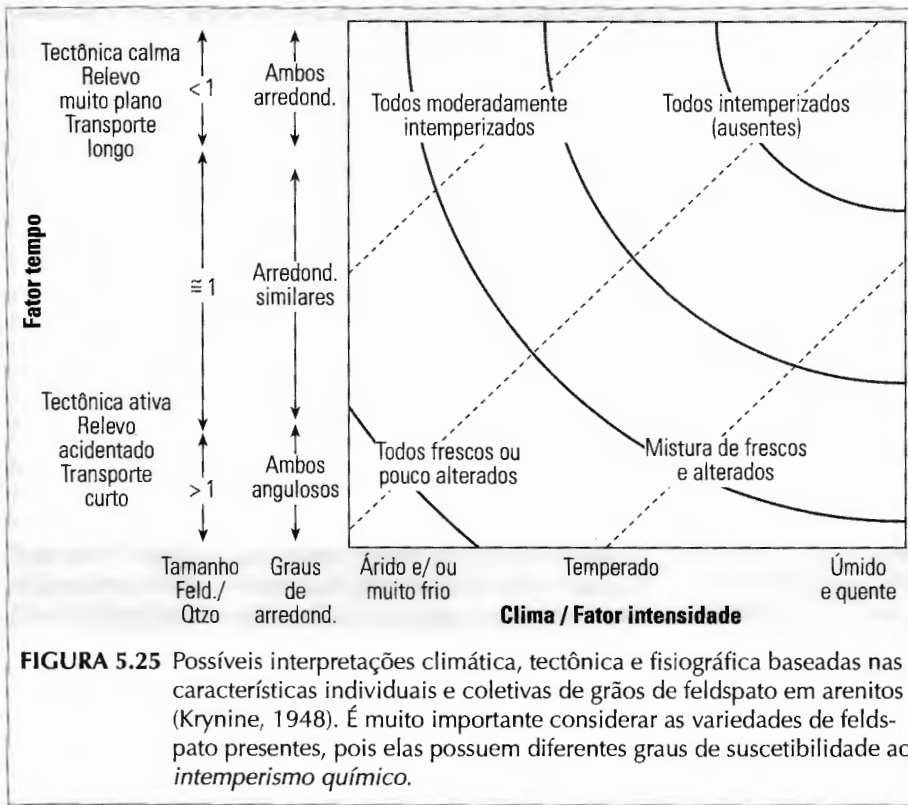 Fator tempo
Tectônica calma
Relevo
muito plano
Transporte
longo
< 1
Ambos
arredond.
≅ 1
Arredond.
similares
Tectônica ativa
Relevo
acidentado
Transporte
curto
> 1
Ambos
angulosos
Tamanho
Feld./
Qtzo
Graus
de
arredond.
Todos moderadamente
intemperizados
Todos intemperizados
(ausentes)
Todos frescos ou
pouco alterados
Mistura de frescos
e alterados
Árido e/ ou
muito frio
Temperado
Úmido
e quente
Clima / Fator intensidade
FIGURA 5.25 Possíveis interpretações climática, tectônica e fisiográfica baseadas nas
características individuais e coletivas de grãos de feldspato em arenitos
(Krynine, 1948). É muito importante considerar as variedades de felds-
pato presentes, pois elas possuem diferentes graus de suscetibilidade ao
intemperismo químico.